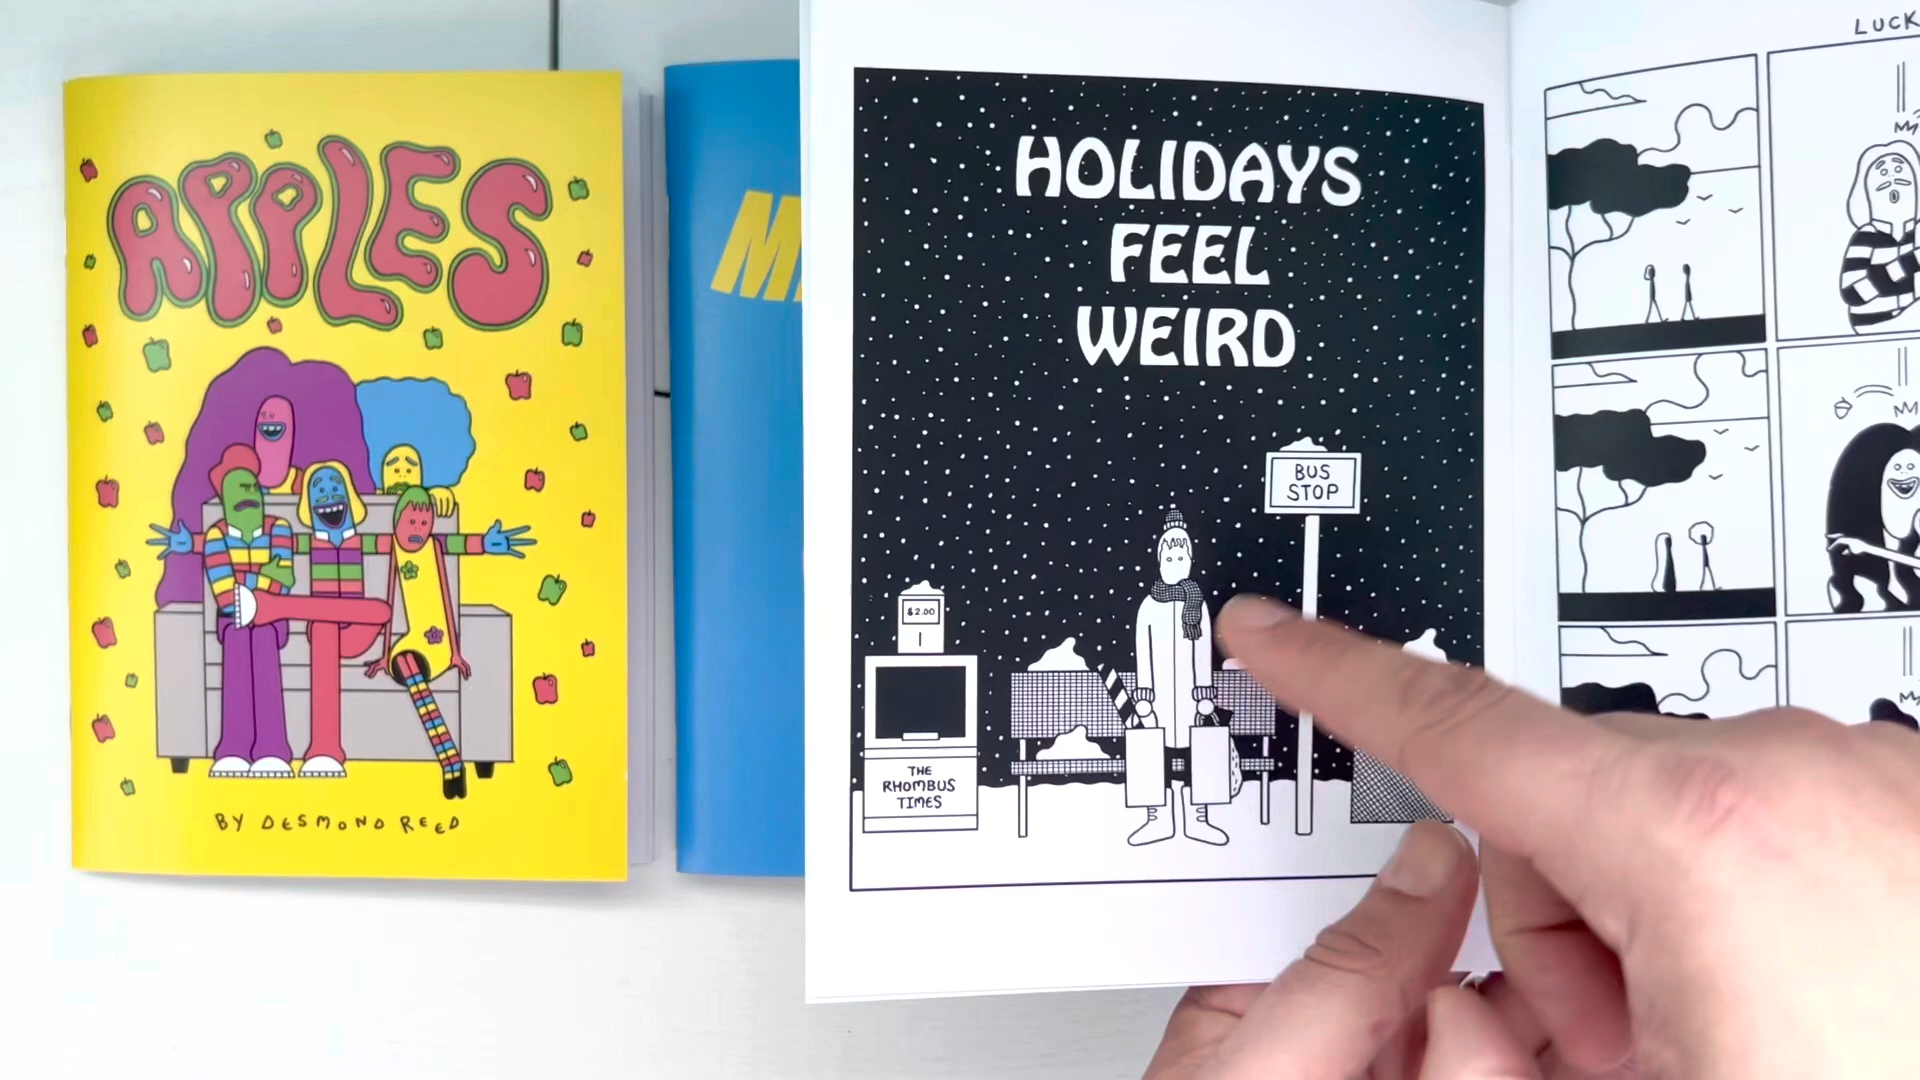 APPLES
BY DESMOND REED
HOLIDAYS
FEEL
WEIRD
BUS
STOP
$2.00
THE
RHOMBUS
TIMES